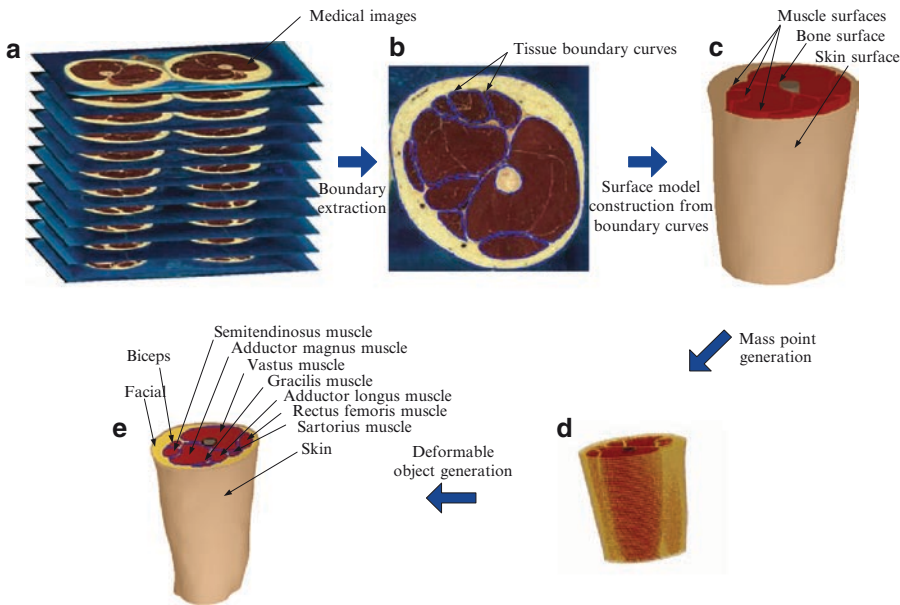 a
Medical images
Boundary
extraction
b
Tissue boundary curves
Surface model
construction from
boundary curves
c
Muscle surfaces
Bone surface
Skin surface
Mass point
generation
d
Deformable
object generation
e
Semitendinosus muscle
Biceps
Adductor magnus muscle
Vastus muscle
Gracilis muscle
Facial
Adductor longus muscle
Rectus femoris muscle
Sartorius muscle
Skin